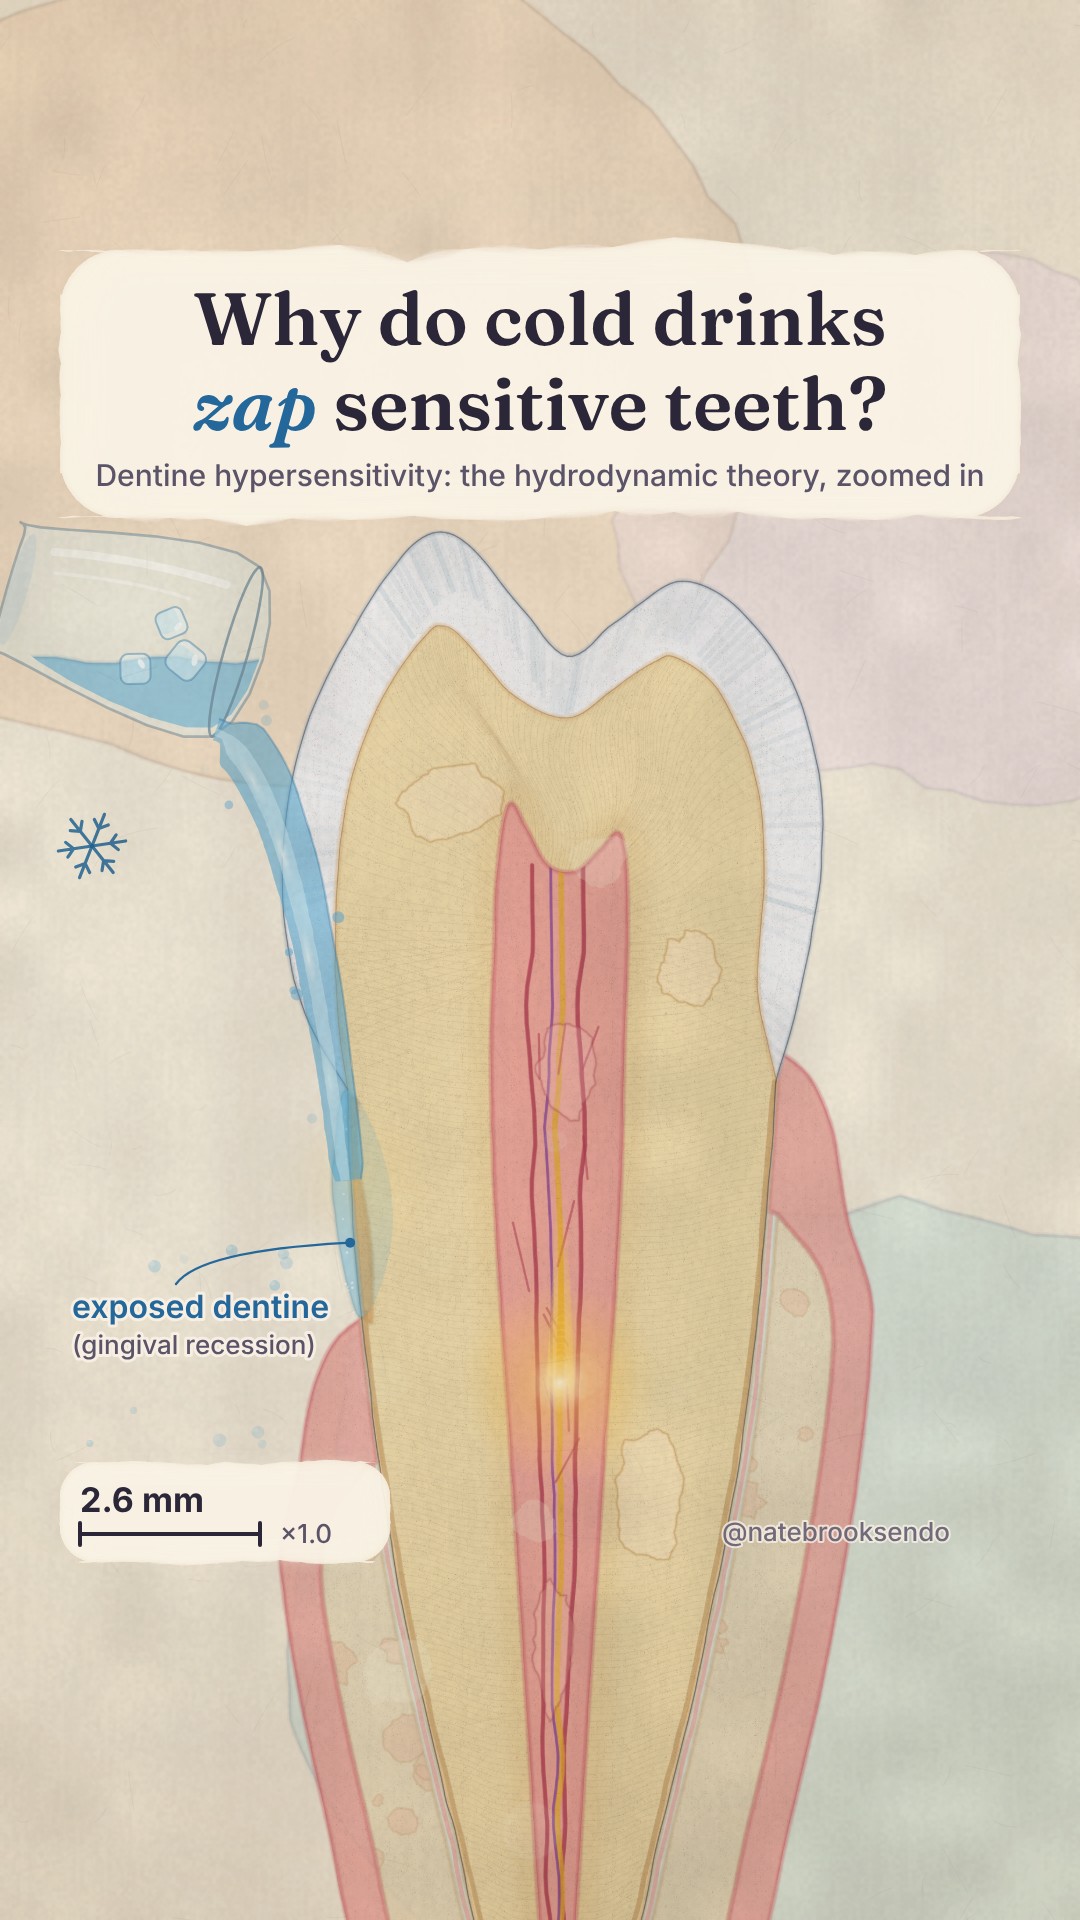 Why do cold drinks
zap sensitive teeth?
Dentine hypersensitivity: the hydrodynamic theory, zoomed in
exposed dentine
(gingival recession)
2.6 mm
×1.0
@natebrooksendo